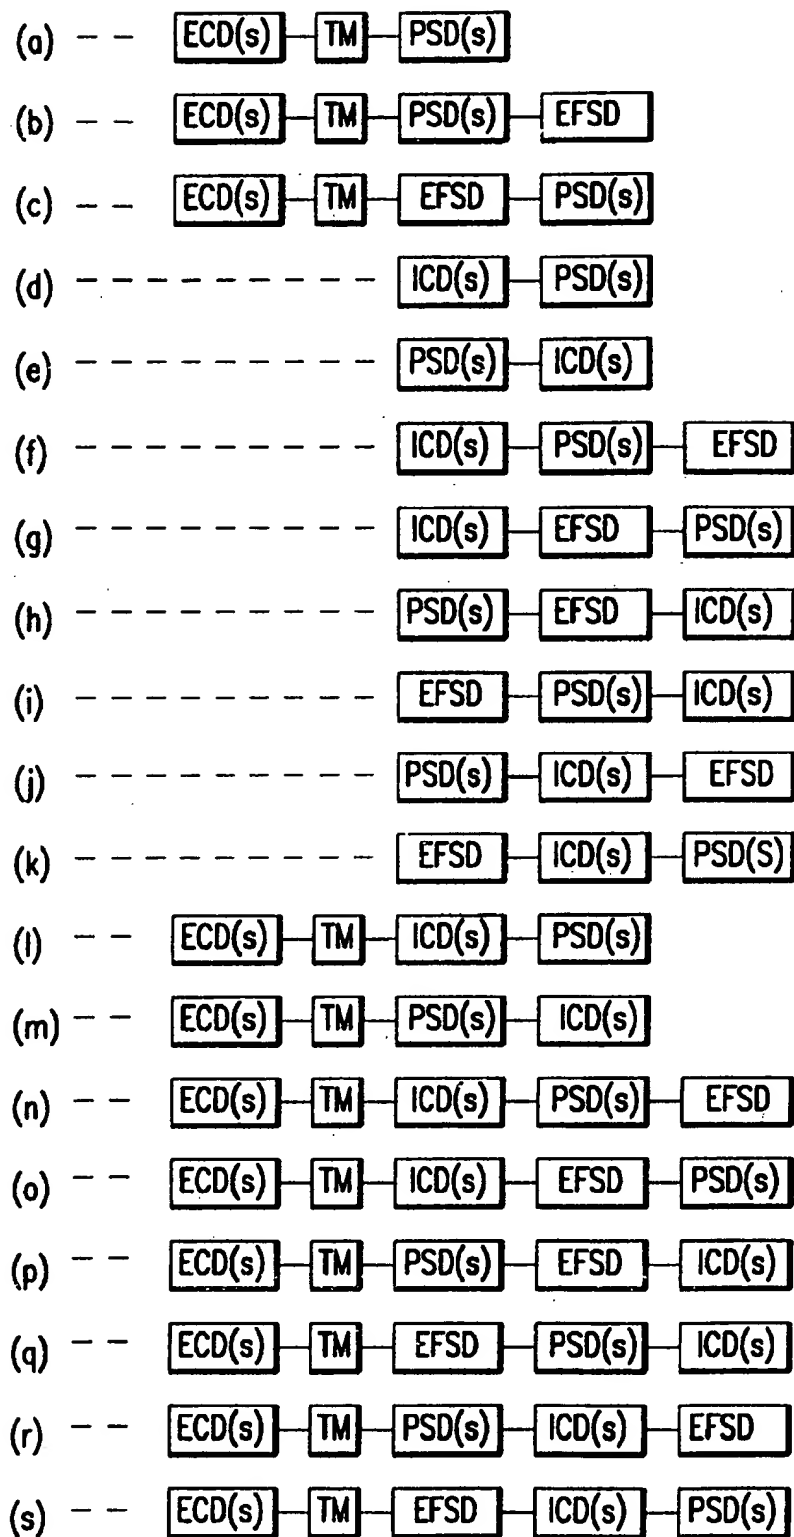 (a) -- ECD(s) TM PSD(s)
(b) -- ECD(s) TM PSD(s) EFSD
(c) -- ECD(s) TM EFSD PSD(s)
(d) ICD(s) PSD(s)
(e) PSD(s) ICD(s)
(f) ICD(s) PSD(s) EFSD
(g) ICD(s) EFSD PSD(s)
(h) PSD(s) EFSD ICD(s)
(i) EFSD PSD(s) ICD(s)
(j) PSD(s) ICD(s) EFSD
(k) EFSD ICD(s) PSD(S)
(l) -- ECD(s) TM ICD(s) PSD(s)
(m) -- ECD(s) TM PSD(s) ICD(s)
(n) -- ECD(s) TM ICD(s) PSD(s) EFSD
(o) -- ECD(s) TM ICD(s) EFSD PSD(s)
(p) -- ECD(s) TM PSD(s) EFSD ICD(s)
(q) -- ECD(s) TM EFSD PSD(s) ICD(s)
(r) -- ECD(s) TM PSD(s) ICD(s) EFSD
(s) -- ECD(s) TM EFSD ICD(s) PSD(s)